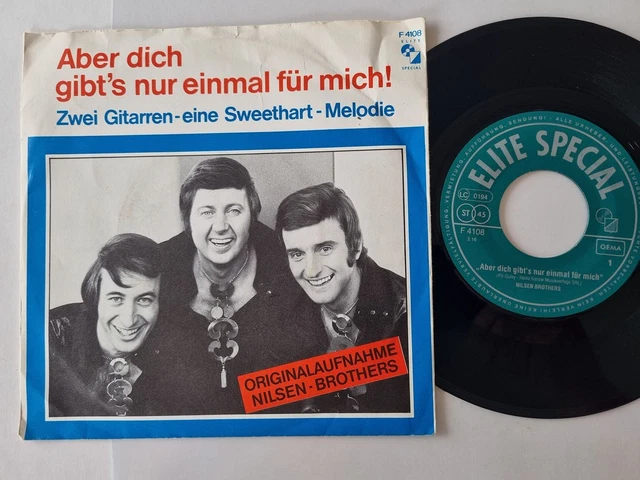 Aber dich
gibt's nur einmal für mich!
Zwei Gitarren-eine Sweethart-Melodie
F 4108
ELITE
SPECIAL
ORIGINALAUFNAHME
NILSEN-BROTHERS
ELITE SPECIAL
LC 0194
ST 45
F 4108
GEMA
1
„Aber dich gibt's nur einmal für mich“
NILSEN BROTHERS